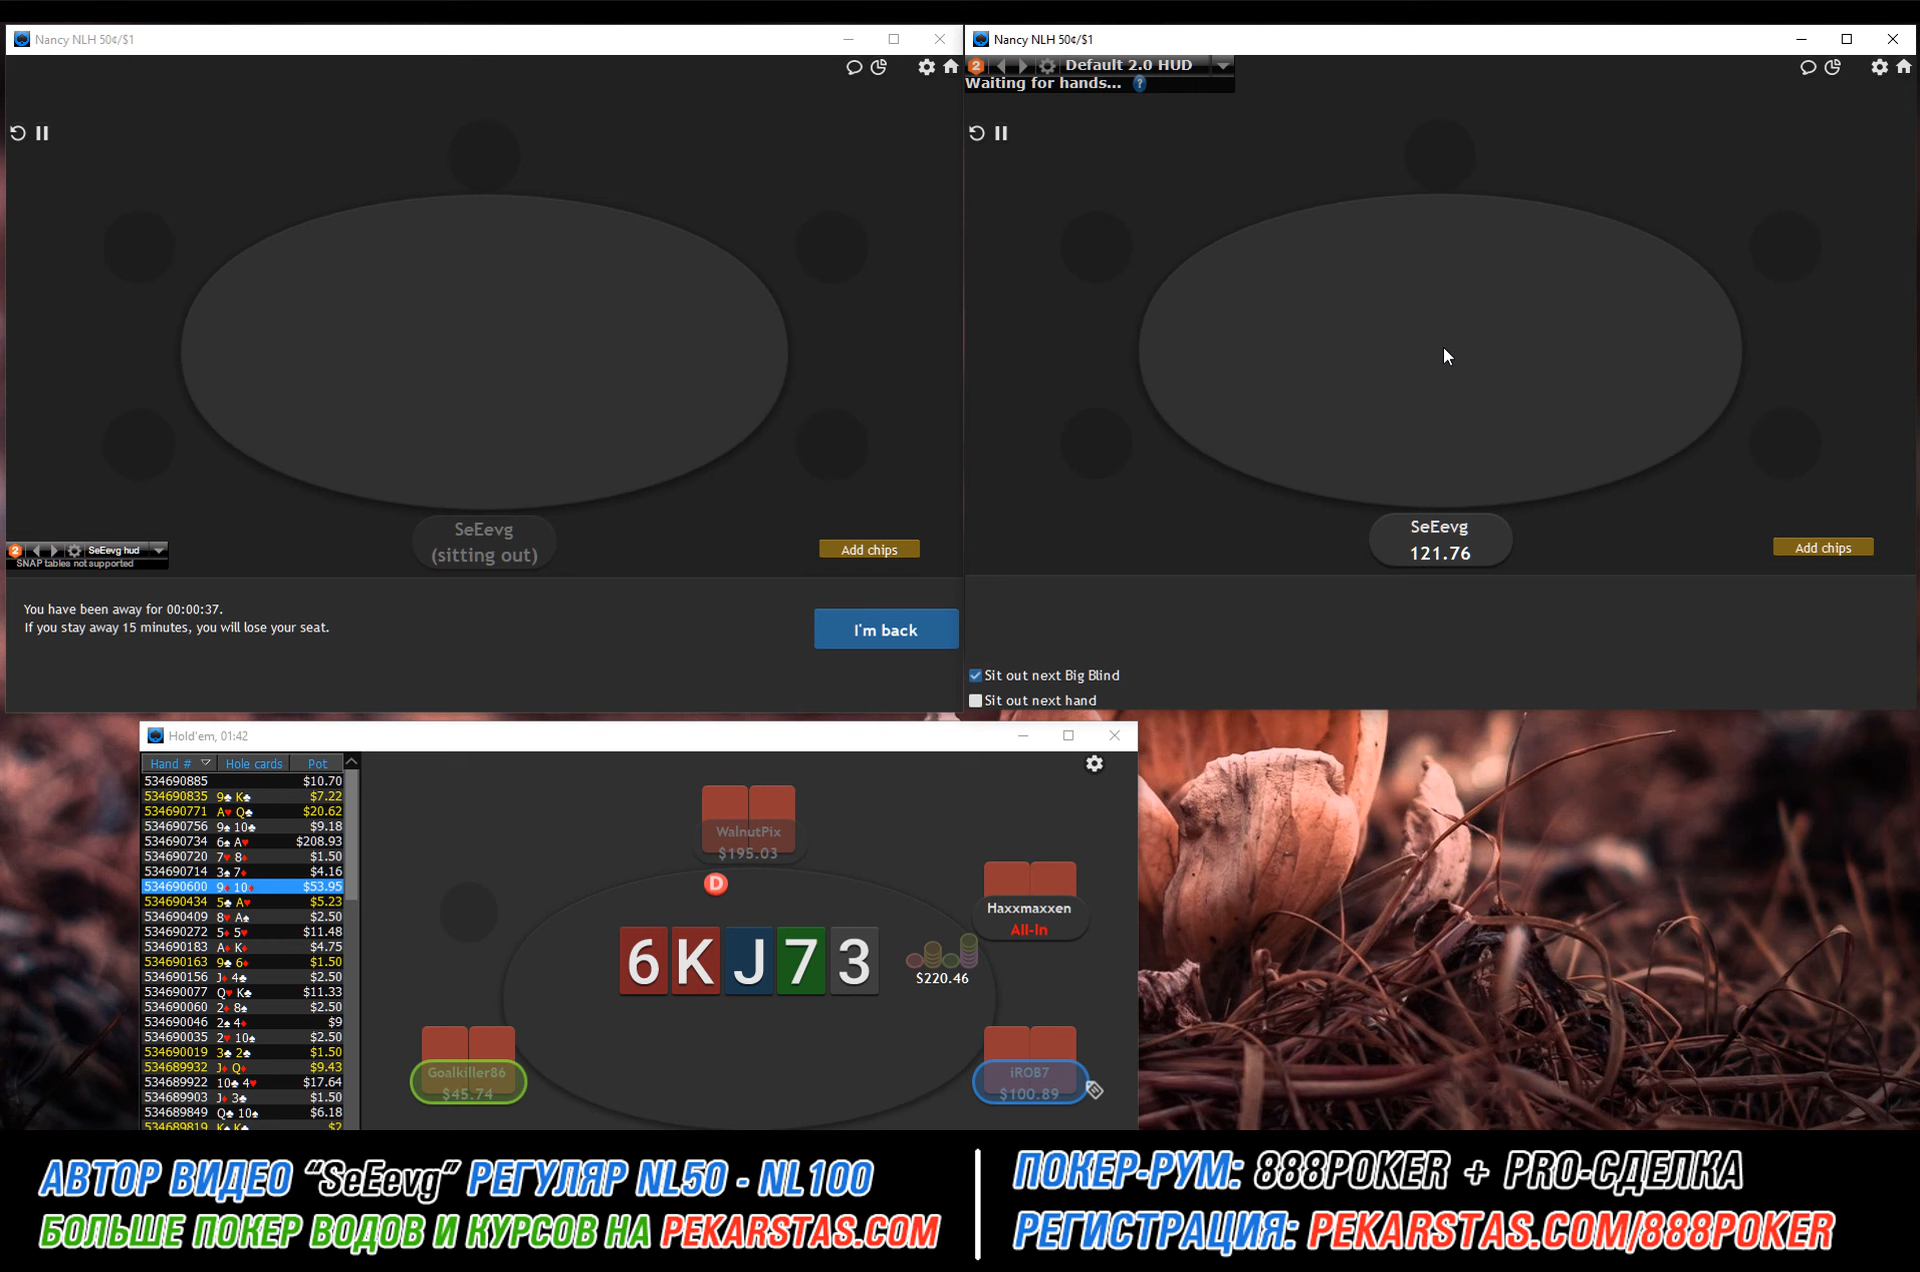 Nancy NLH 50¢/$1
Nancy NLH 50¢/$1
2 Default 2.0 HUD
Waiting for hands... ?
SeEevg
(sitting out)
Add chips
2 SeEevg hud
SNAP tables not supported
SeEevg
121.76
Add chips
You have been away for 00:00:37.
If you stay away 15 minutes, you will lose your seat.
I'm back
Sit out next Big Blind
Sit out next hand
Hold'em, 01:42
Hand # Hole cards Pot
534690885 $10.70
534690835 9♣ K♣ $7.22
534690771 A♥ Q♣ $20.62
534690756 9♠ 10♣ $9.18
534690734 6♠ A♥ $208.93
534690720 7♥ 8♦ $1.50
534690714 3♠ 7♦ $4.16
534690600 9♦ 10♦ $53.95
534690434 5♣ A♥ $5.23
534690409 8♥ A♠ $2.50
534690272 5♦ 5♥ $11.48
534690183 A♦ K♦ $4.75
534690163 9♣ 6♦ $1.50
534690156 J♦ 4♣ $2.50
534690077 Q♥ K♣ $11.33
534690060 2♦ 8♠ $2.50
534690046 2♠ 4♦ $9
534690035 2♥ 10♠ $2.50
534690019 3♣ 2♣ $1.50
534689932 J♦ Q♦ $9.43
534689922 10♣ 4♥ $17.64
534689903 J♦ 3♣ $1.50
534689849 Q♣ 10♠ $6.18
534689819 K♠ K♣ $2
WalnutPix
$195.03
D
Haxxmaxxen
All-In
6 K J 7 3
$220.46
Goalkiller86
$45.74
iROB7
$100.89
АВТОР ВИДЕО “SeEevg” РЕГУЛЯР NL50 - NL100
БОЛЬШЕ ПОКЕР ВОДОВ И КУРСОВ НА PEKARSTAS.COM
ПОКЕР-РУМ: 888POKER + PRO-СДЕЛКА
РЕГИСТРАЦИЯ: PEKARSTAS.COM/888POKER